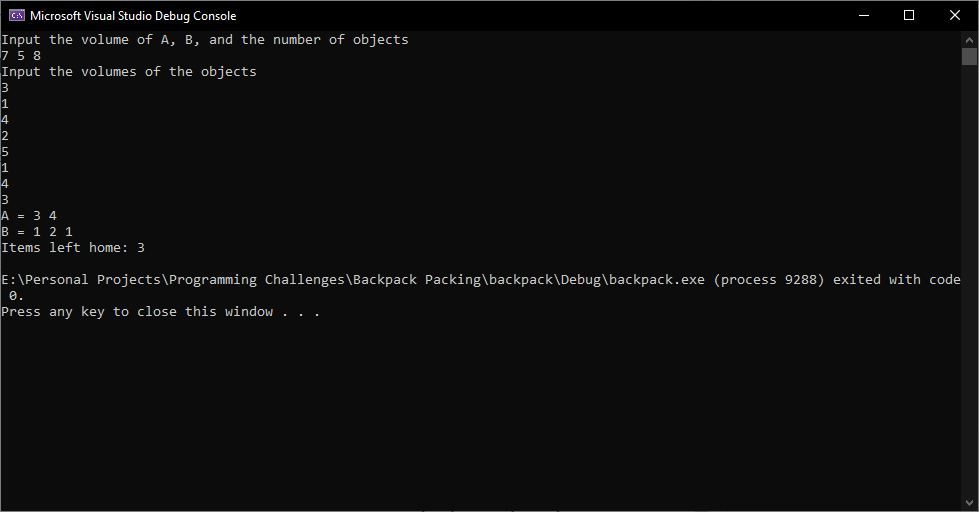 Microsoft Visual Studio Debug Console
Input the volume of A, B, and the number of objects
7 5 8
Input the volumes of the objects
3
1
4
2
5
1
4
3
A = 3 4
B = 1 2 1
Items left home: 3
E:\Personal Projects\Programming Challenges\Backpack Packing\backpack\Debug\backpack.exe (process 9288) exited with code
0.
Press any key to close this window . . .